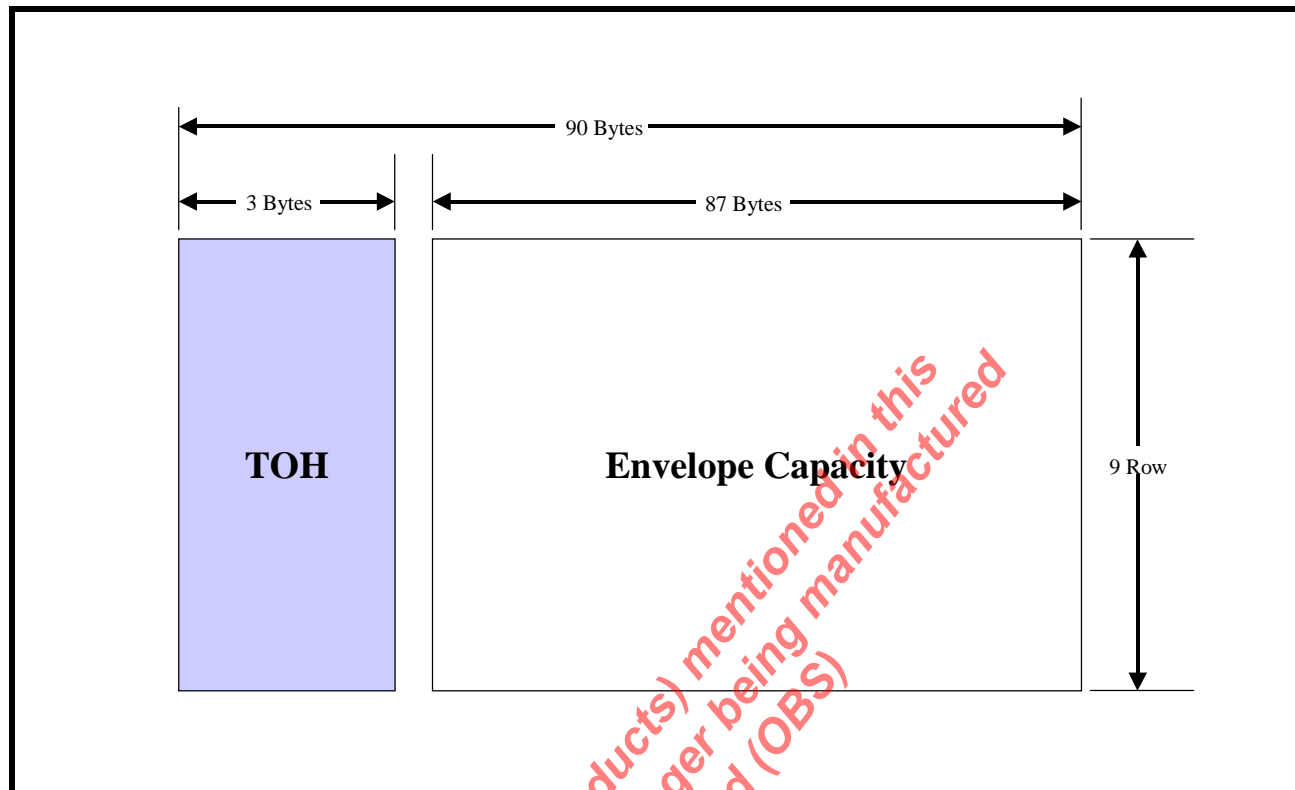 90 Bytes
3 Bytes
87 Bytes
TOH
Envelope Capacity
9 Row
mentioned in this
being manufactured
(OBS)